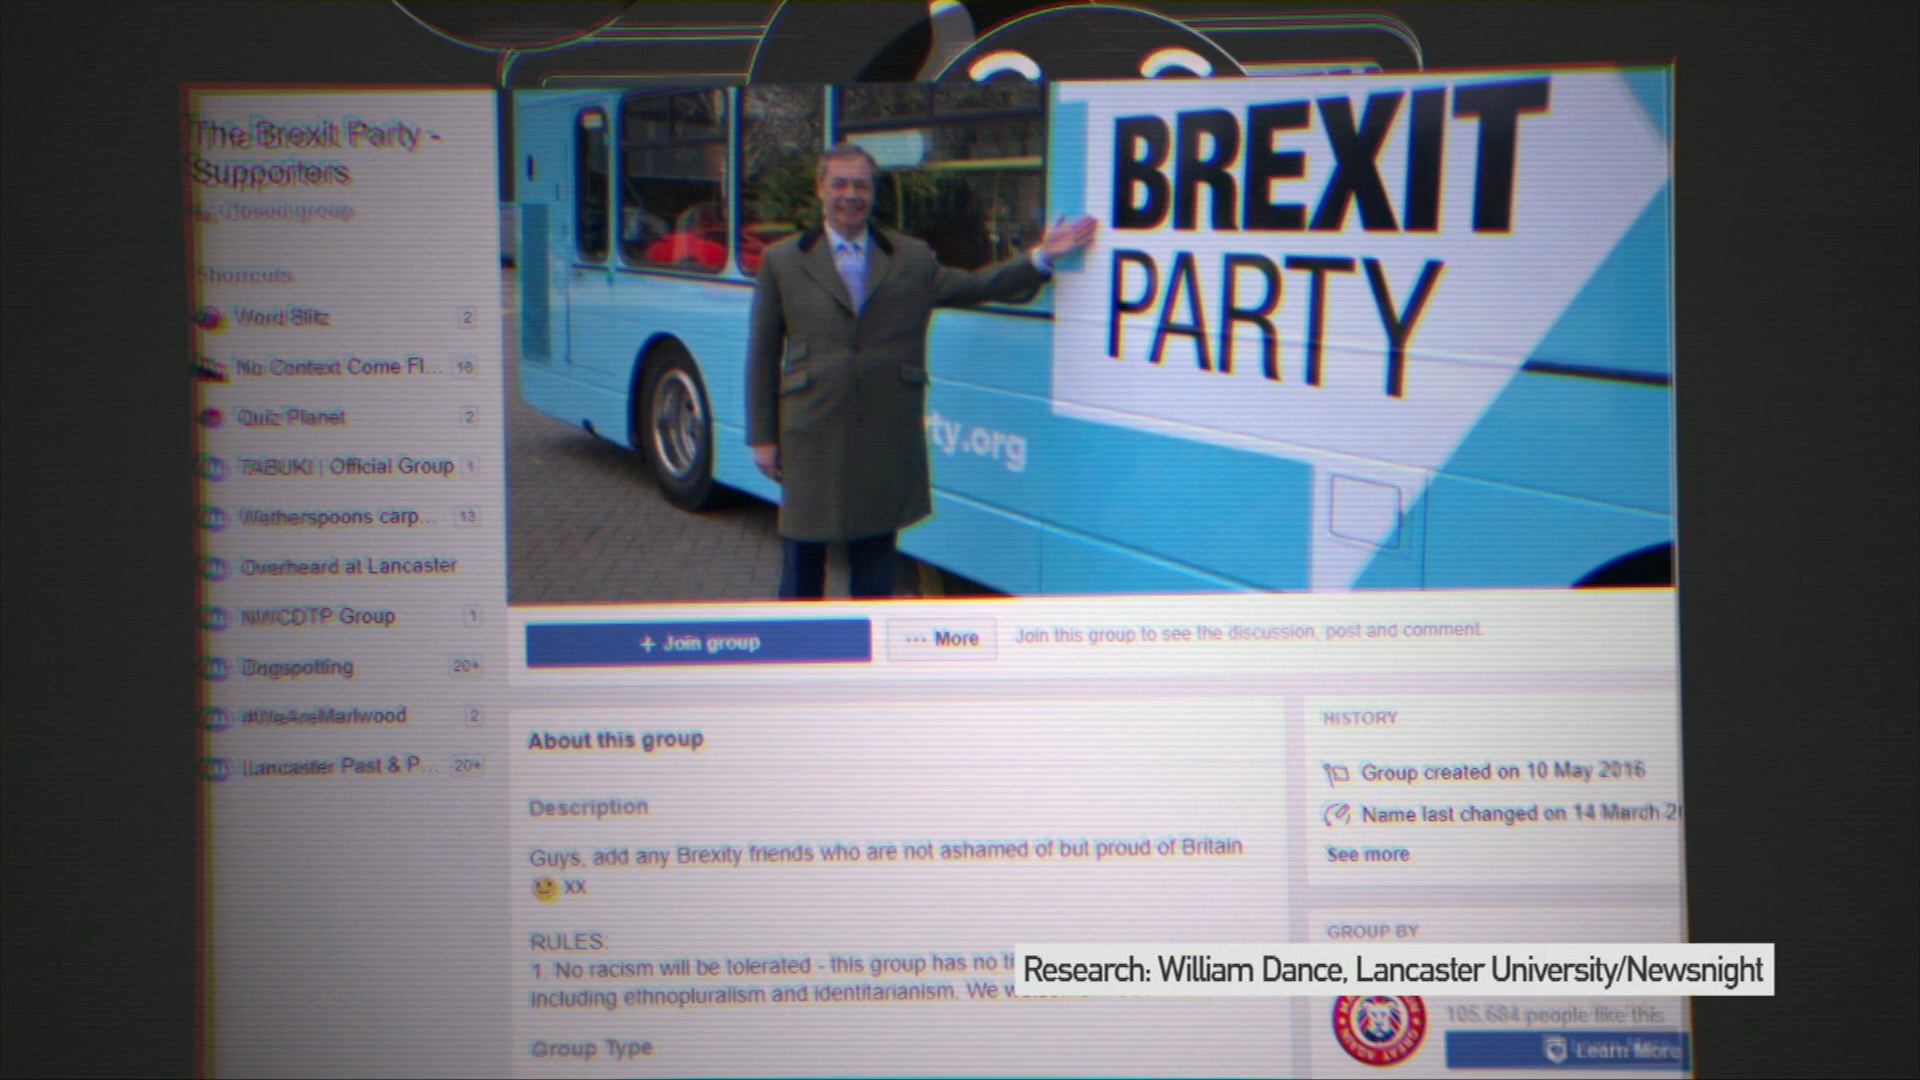 The Brexit Party -
Supporters
Closed group
Shortcuts
Word Blitz 2
No Context Come Fl... 16
Quiz Planet 2
TABUKI | Official Group 1
Wetherspoons carp... 13
Overheard at Lancaster
NWCDTP Group 1
Dogspotting 20+
#WeAreMarlwood 2
Lancaster Past & P... 20+
BREXIT
PARTY
ty.org
+ Join group
... More
Join this group to see the discussion, post and comment.
About this group
Description
Guys, add any Brexity friends who are not ashamed of but proud of Britain
XX
RULES:
1. No racism will be tolerated - this group has no ti
including ethnopluralism and identitarianism. We w
Group Type
HISTORY
Group created on 10 May 2016
Name last changed on 14 March 2
See more
GROUP BY
GREAT AGAIN
105,684 people like this
Learn More
Research: William Dance, Lancaster University/Newsnight